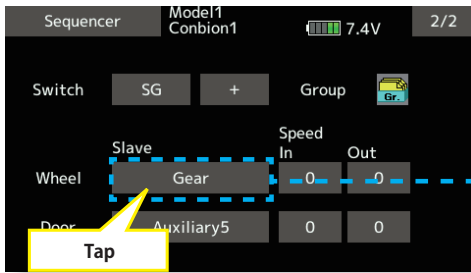 Sequencer Model1 7.4V 2/2
Conbion1
Switch SG + Group Gr.
Speed
Slave In Out
Wheel Gear 0 0
Door Auxiliary5 0 0
Tap